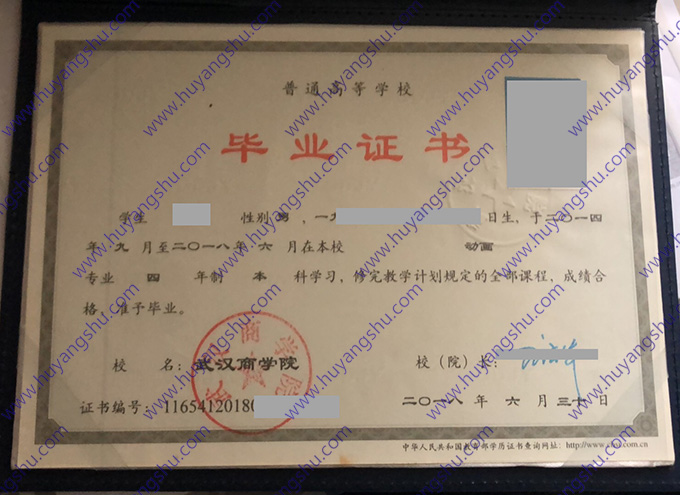 普通高等学校
毕业证书
学生 性别 男，一九 日生，于二〇一四
年 九 月至二〇一八年 六 月在本校 动画
专业 四 年制 本 科学习，修完教学计划规定的全部课程，成绩合
格，准予毕业。
校 名：武汉商学院 校（院）长：
证书编号：1165412018 二〇一八 年 六 月 三十 日
中华人民共和国教育部学历证书查询网址：http://www.chsi.com.cn
www.huyangshu.com